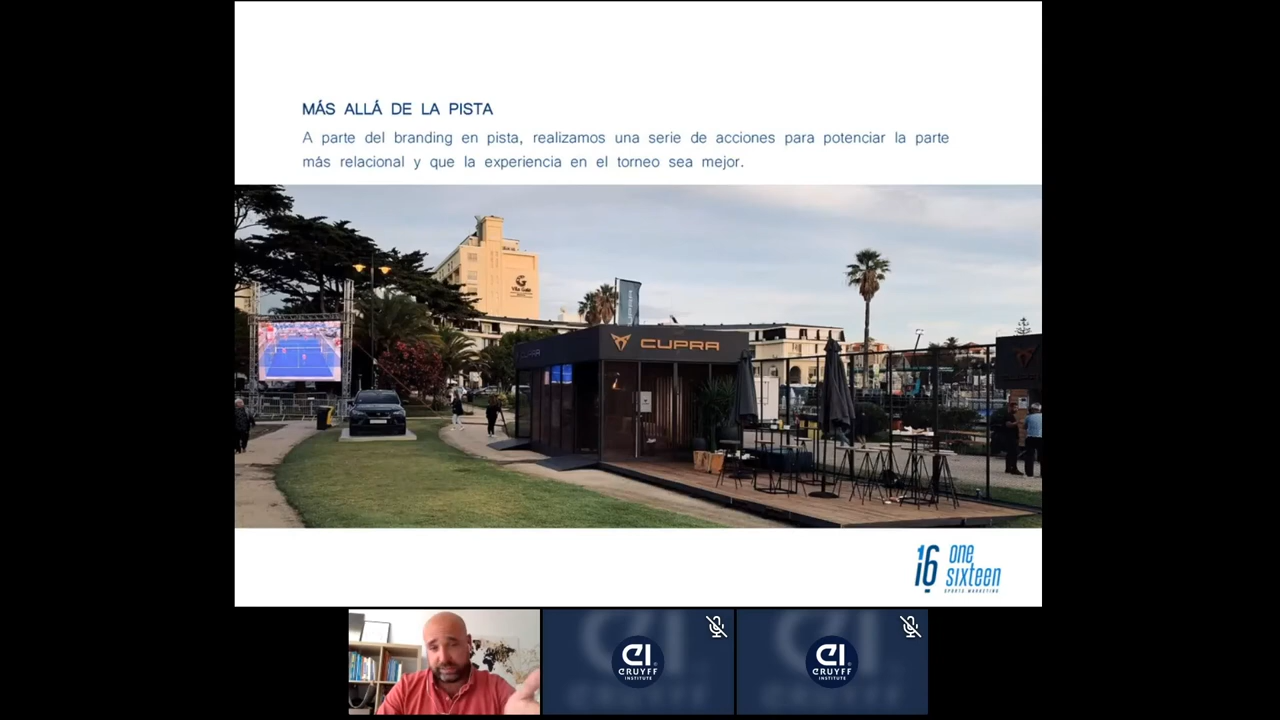 MÁS ALLÁ DE LA PISTA
A parte del branding en pista, realizamos una serie de acciones para potenciar la parte
más relacional y que la experiencia en el torneo sea mejor.
Vila Galé
CUPRA
16 one
sixteen
SPORTS MARKETING
CRUYFF
INSTITUTE
CRUYFF
INSTITUTE